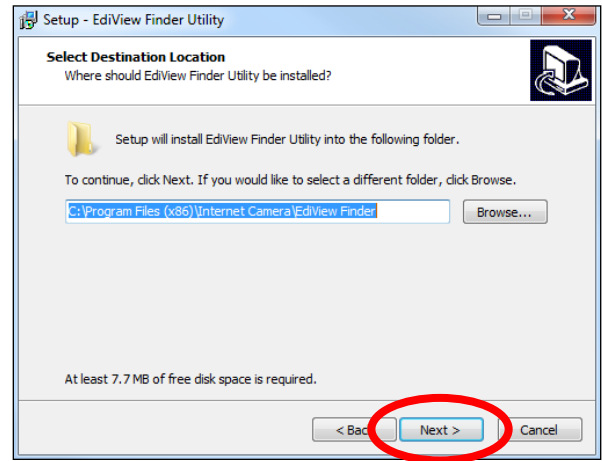 Setup - EdiView Finder Utility
Select Destination Location
Where should EdiView Finder Utility be installed?
Setup will install EdiView Finder Utility into the following folder.
To continue, click Next. If you would like to select a different folder, click Browse.
C:\Program Files (x86)\Internet Camera\EdiView Finder
Browse...
At least 7.7 MB of free disk space is required.
< Bac
Next >
Cancel